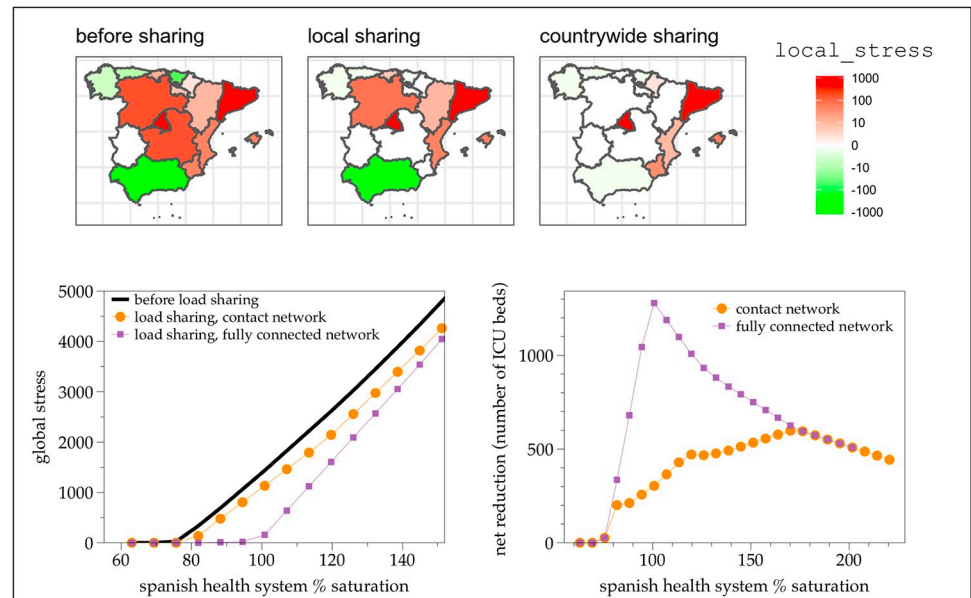 before sharing
local sharing
countrywide sharing
local_stress
1000
100
10
0
-10
-100
-1000
5000
4000
3000
2000
1000
0
60
80
100
120
140
global stress
spanish health system % saturation
before load sharing
load sharing, contact network
load sharing, fully connected network
1000
500
0
100
150
200
net reduction (number of ICU beds)
spanish health system % saturation
contact network
fully connected network